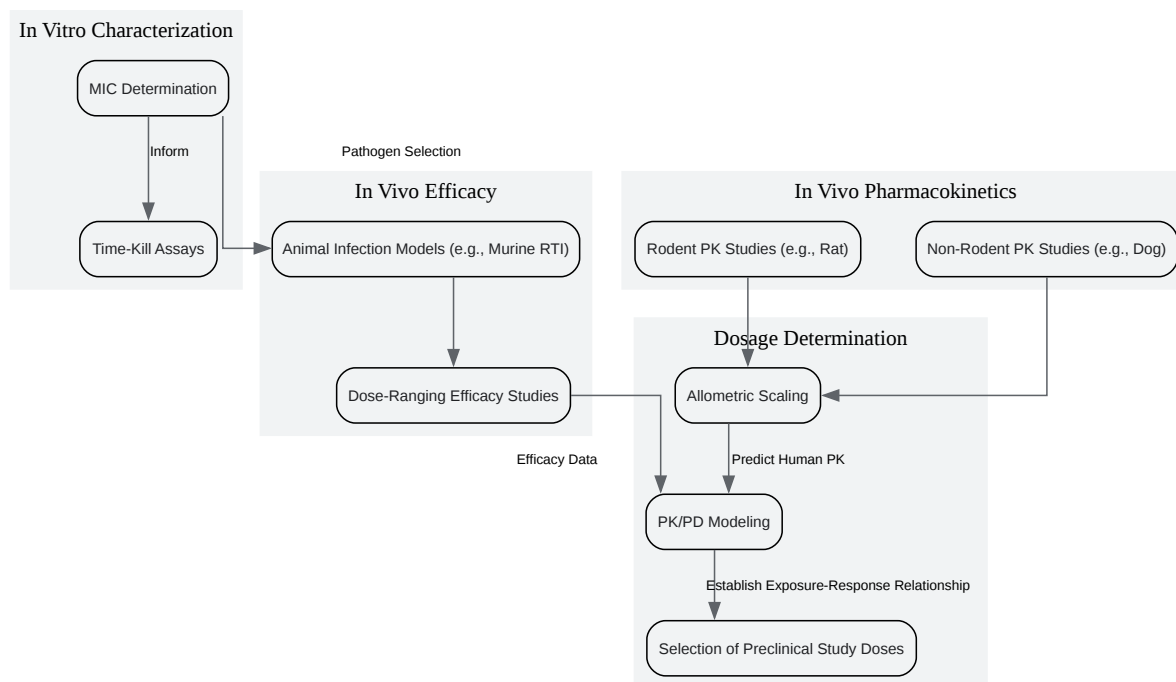 In Vitro Characterization
MIC Determination
Inform
Pathogen Selection
In Vivo Efficacy
In Vivo Pharmacokinetics
Time-Kill Assays
Animal Infection Models (e.g., Murine RTI)
Rodent PK Studies (e.g., Rat)
Non-Rodent PK Studies (e.g., Dog)
Dosage Determination
Dose-Ranging Efficacy Studies
Allometric Scaling
Efficacy Data
Predict Human PK
PK/PD Modeling
Establish Exposure-Response Relationship
Selection of Preclinical Study Doses